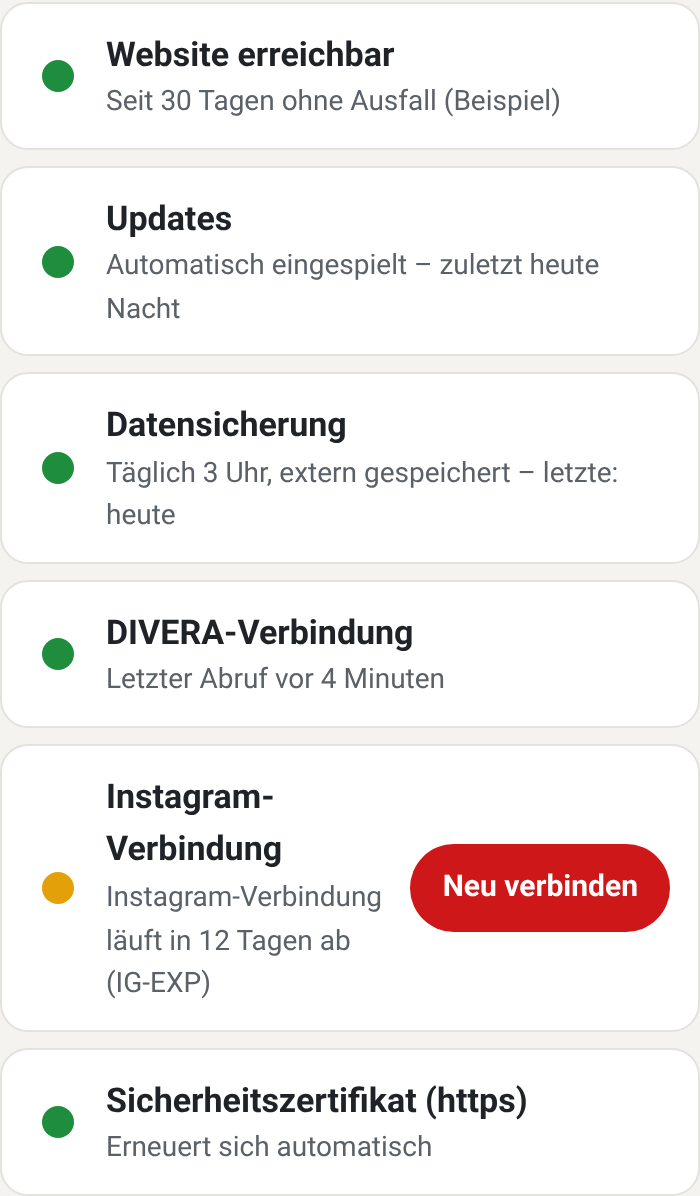 Website erreichbar
Seit 30 Tagen ohne Ausfall (Beispiel)
Updates
Automatisch eingespielt – zuletzt heute
Nacht
Datensicherung
Täglich 3 Uhr, extern gespeichert – letzte:
heute
DIVERA-Verbindung
Letzter Abruf vor 4 Minuten
Instagram-
Verbindung
Instagram-Verbindung
läuft in 12 Tagen ab
(IG-EXP)
Neu verbinden
Sicherheitszertifikat (https)
Erneuert sich automatisch